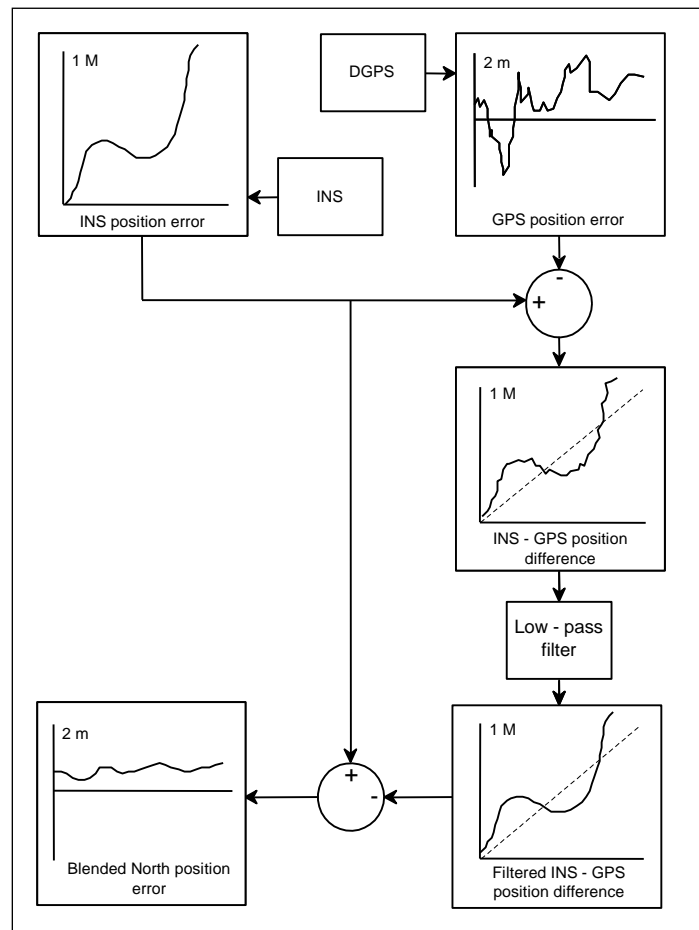 1 M
INS position error
DGPS
INS
2 m
GPS position error
-
+
1 M
INS - GPS position
difference
Low - pass
filter
1 M
Filtered INS - GPS
position difference
+
-
2 m
Blended North position
error